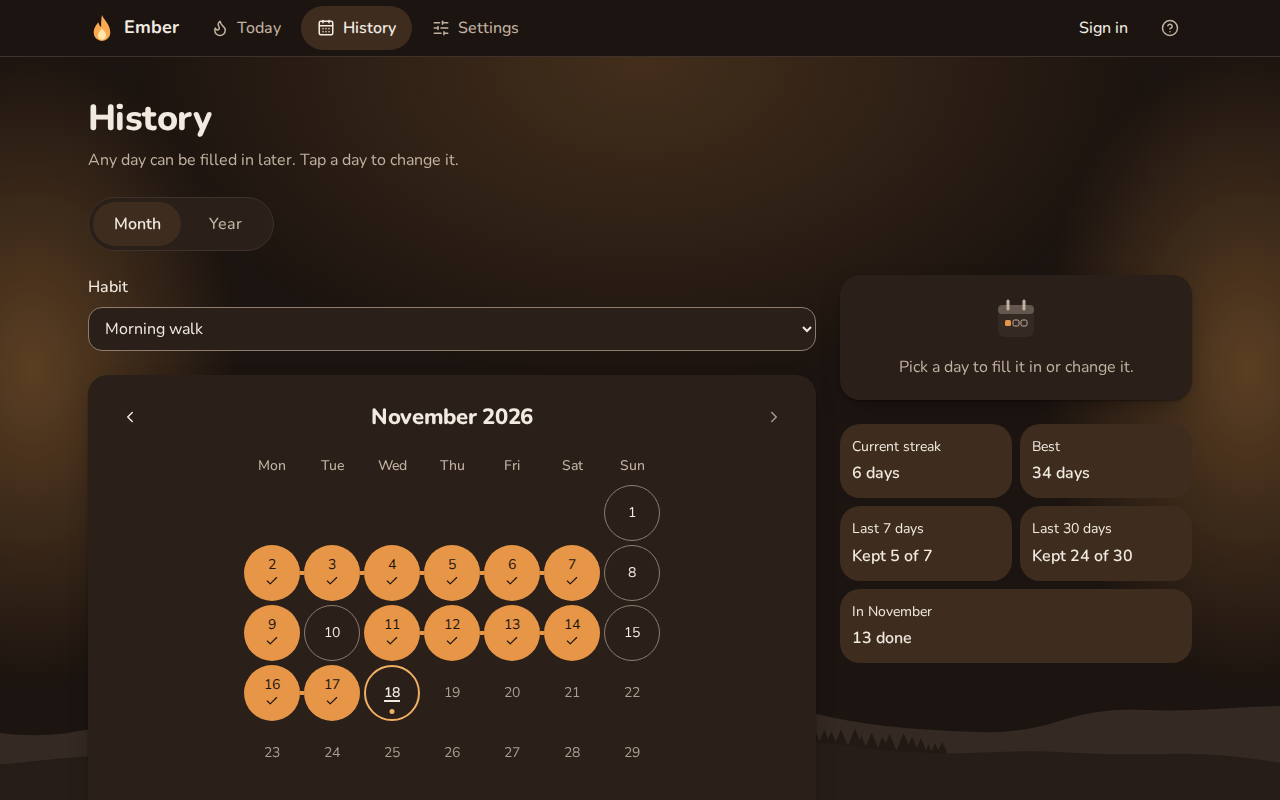 Ember
Today
History
Settings
Sign in
History
Any day can be filled in later. Tap a day to change it.
Month
Year
Habit
Morning walk
November 2026
Mon Tue Wed Thu Fri Sat Sun
1
2 3 4 5 6 7 8
9 10 11 12 13 14 15
16 17 18 19 20 21 22
23 24 25 26 27 28 29
Pick a day to fill it in or change it.
Current streak
6 days
Best
34 days
Last 7 days
Kept 5 of 7
Last 30 days
Kept 24 of 30
In November
13 done